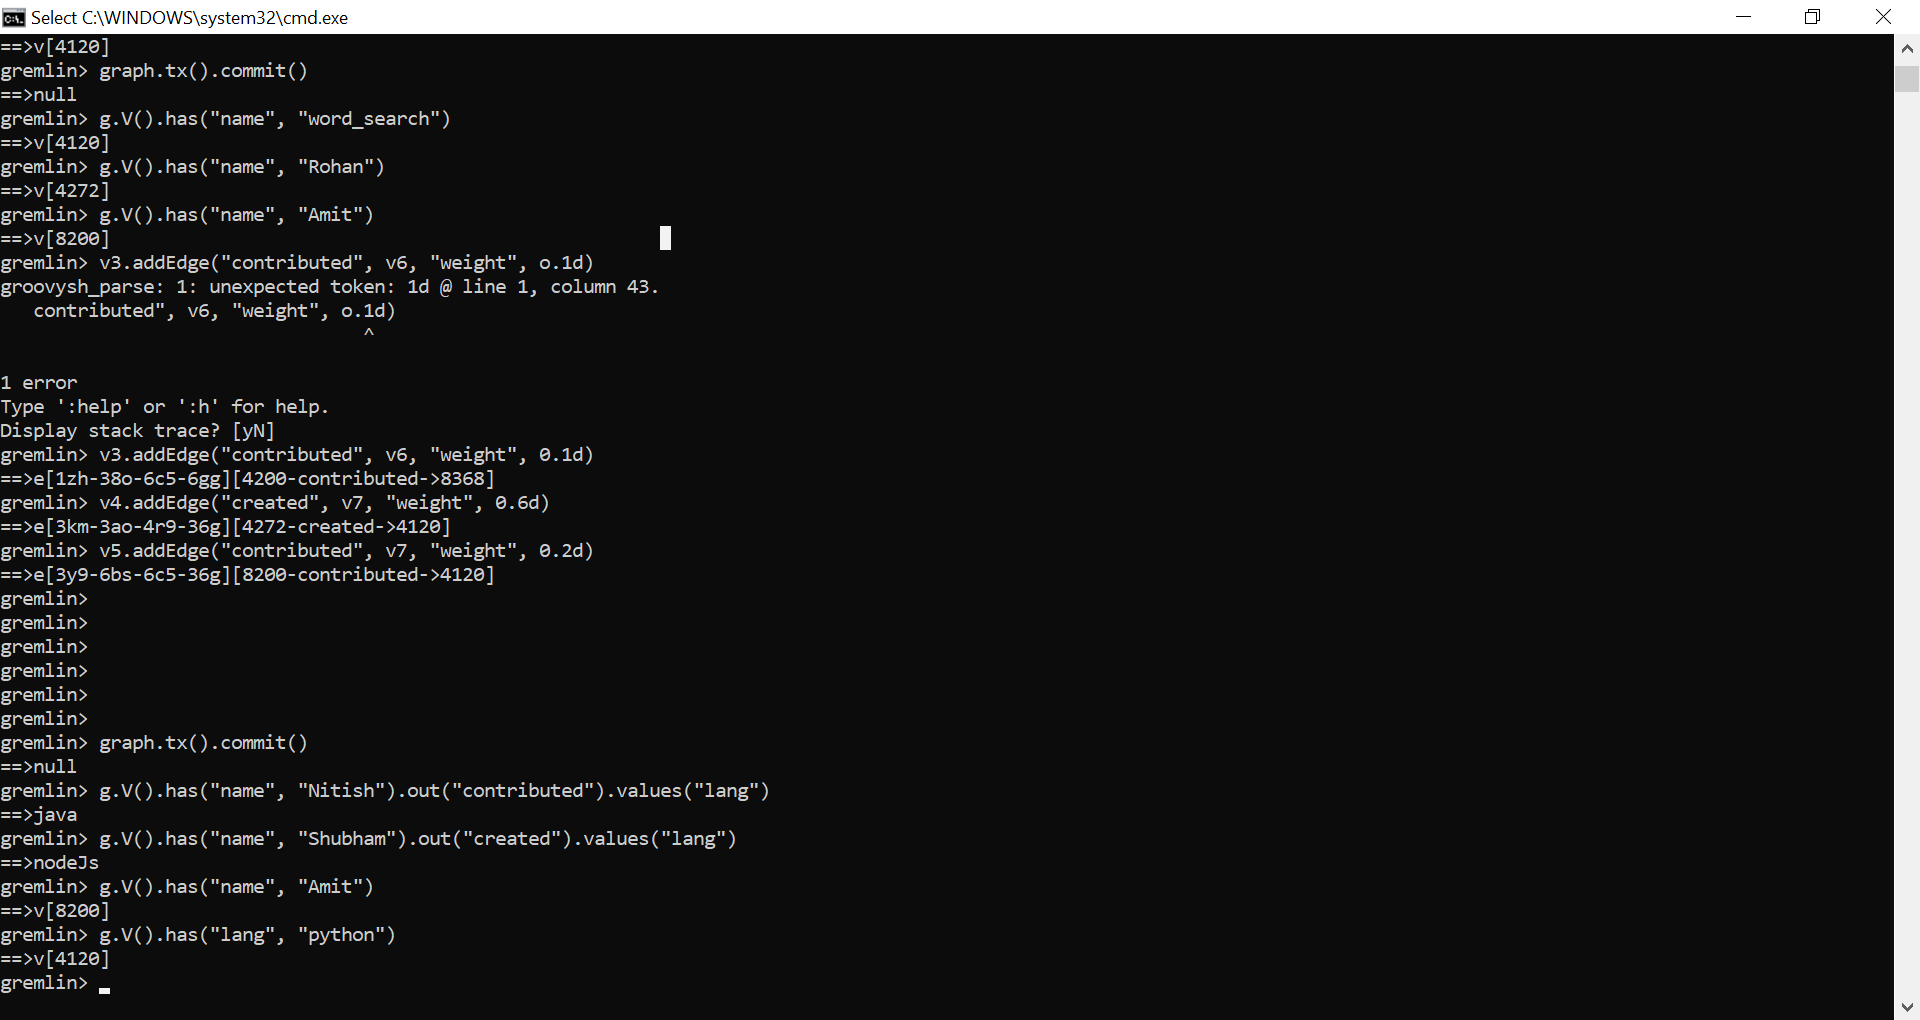 Select C:\WINDOWS\system32\cmd.exe
==>v[4120]
gremlin> graph.tx().commit()
==>null
gremlin> g.V().has("name", "word_search")
==>v[4120]
gremlin> g.V().has("name", "Rohan")
==>v[4272]
gremlin> g.V().has("name", "Amit")
==>v[8200]
gremlin> v3.addEdge("contributed", v6, "weight", o.1d)
groovysh_parse: 1: unexpected token: 1d @ line 1, column 43.
   contributed", v6, "weight", o.1d)
                                 ^
1 error
Type ':help' or ':h' for help.
Display stack trace? [yN]
gremlin> v3.addEdge("contributed", v6, "weight", 0.1d)
==>e[1zh-38o-6c5-6gg][4200-contributed->8368]
gremlin> v4.addEdge("created", v7, "weight", 0.6d)
==>e[3km-3ao-4r9-36g][4272-created->4120]
gremlin> v5.addEdge("contributed", v7, "weight", 0.2d)
==>e[3y9-6bs-6c5-36g][8200-contributed->4120]
gremlin>
gremlin>
gremlin>
gremlin>
gremlin>
gremlin>
gremlin> graph.tx().commit()
==>null
gremlin> g.V().has("name", "Nitish").out("contributed").values("lang")
==>java
gremlin> g.V().has("name", "Shubham").out("created").values("lang")
==>nodeJs
gremlin> g.V().has("name", "Amit")
==>v[8200]
gremlin> g.V().has("lang", "python")
==>v[4120]
gremlin>